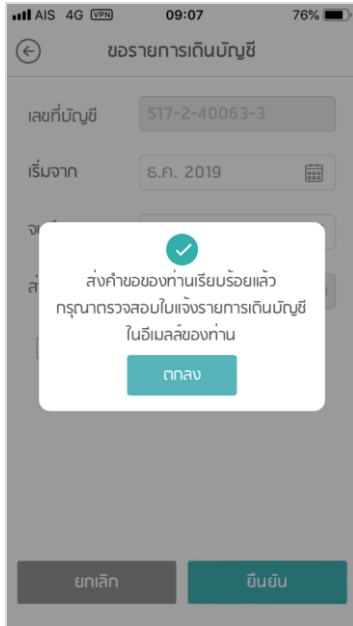 AIS 4G VPN 09:07 76%
ขอรายการเดินบัญชี
เลขที่บัญชี 517-2-40063-3
เริ่มจาก ธ.ค. 2019
ส่งคำขอของท่านเรียบร้อยแล้ว
กรุณาตรวจสอบใบแจ้งรายการเดินบัญชี
ในอีเมลล์ของท่าน
ตกลง
ยกเลิก ยืนยัน